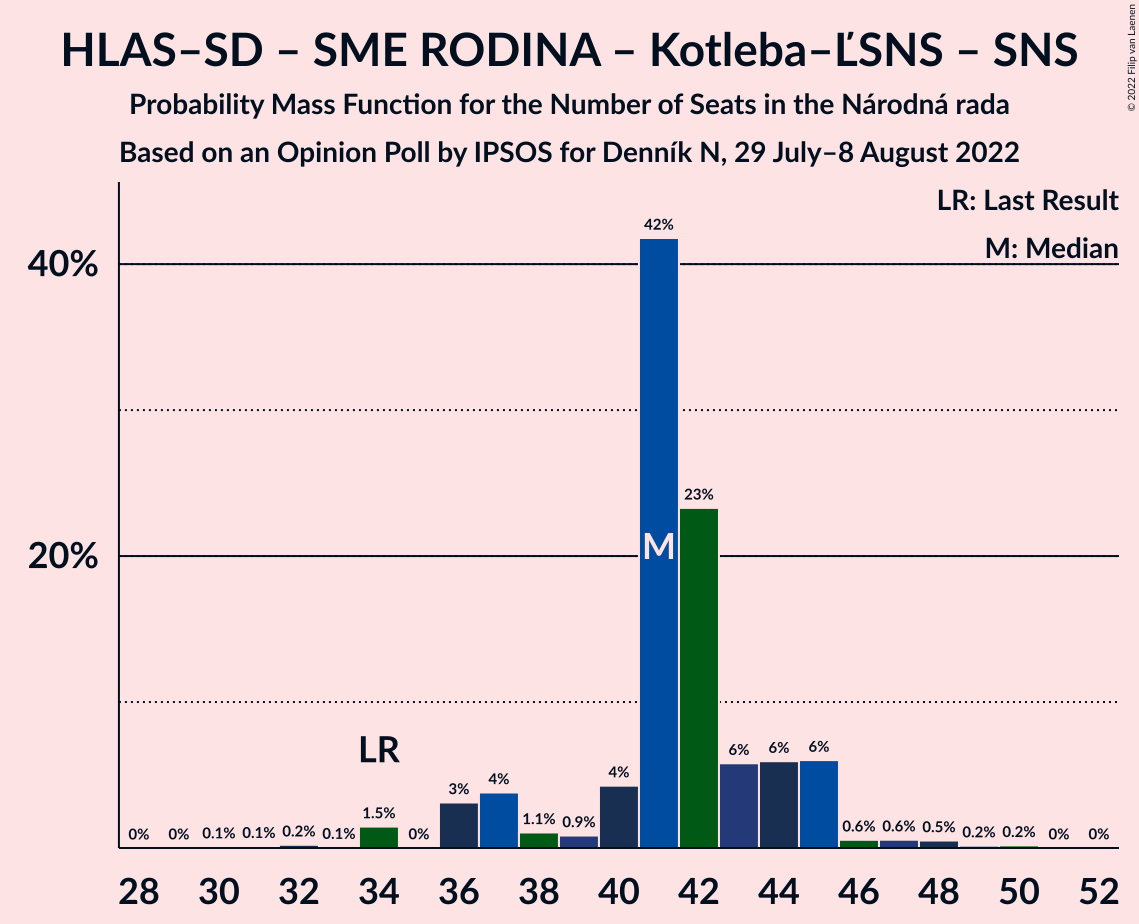 HLAS–SD – SME RODINA – Kotleba–ĽSNS – SNS
Probability Mass Function for the Number of Seats in the Národná rada
Based on an Opinion Poll by IPSOS for Denník N, 29 July–8 August 2022
© 2022 Filip van Laenen
LR: Last Result
M: Median
40%
20%
0% 0% 0.1% 0.1% 0.2% 0.1% 1.5% 0% 3% 4% 1.1% 0.9% 4% 42% 23% 6% 6% 6% 0.6% 0.6% 0.5% 0.2% 0.2% 0% 0%
LR
M
28 30 32 34 36 38 40 42 44 46 48 50 52